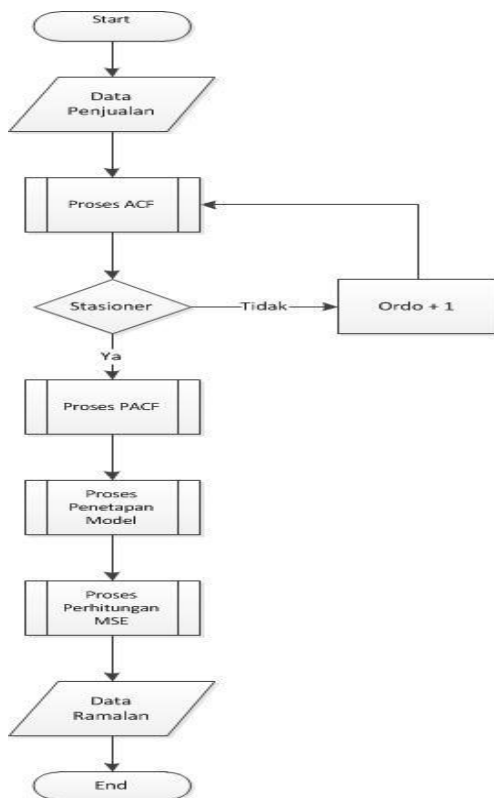 Start
Data
Penjualan
Proses ACF
Stasioner
Tidak
Ordo + 1
Ya
Proses PACF
Proses
Penetapan
Model
Proses
Perhitungan
MSE
Data
Ramalan
End